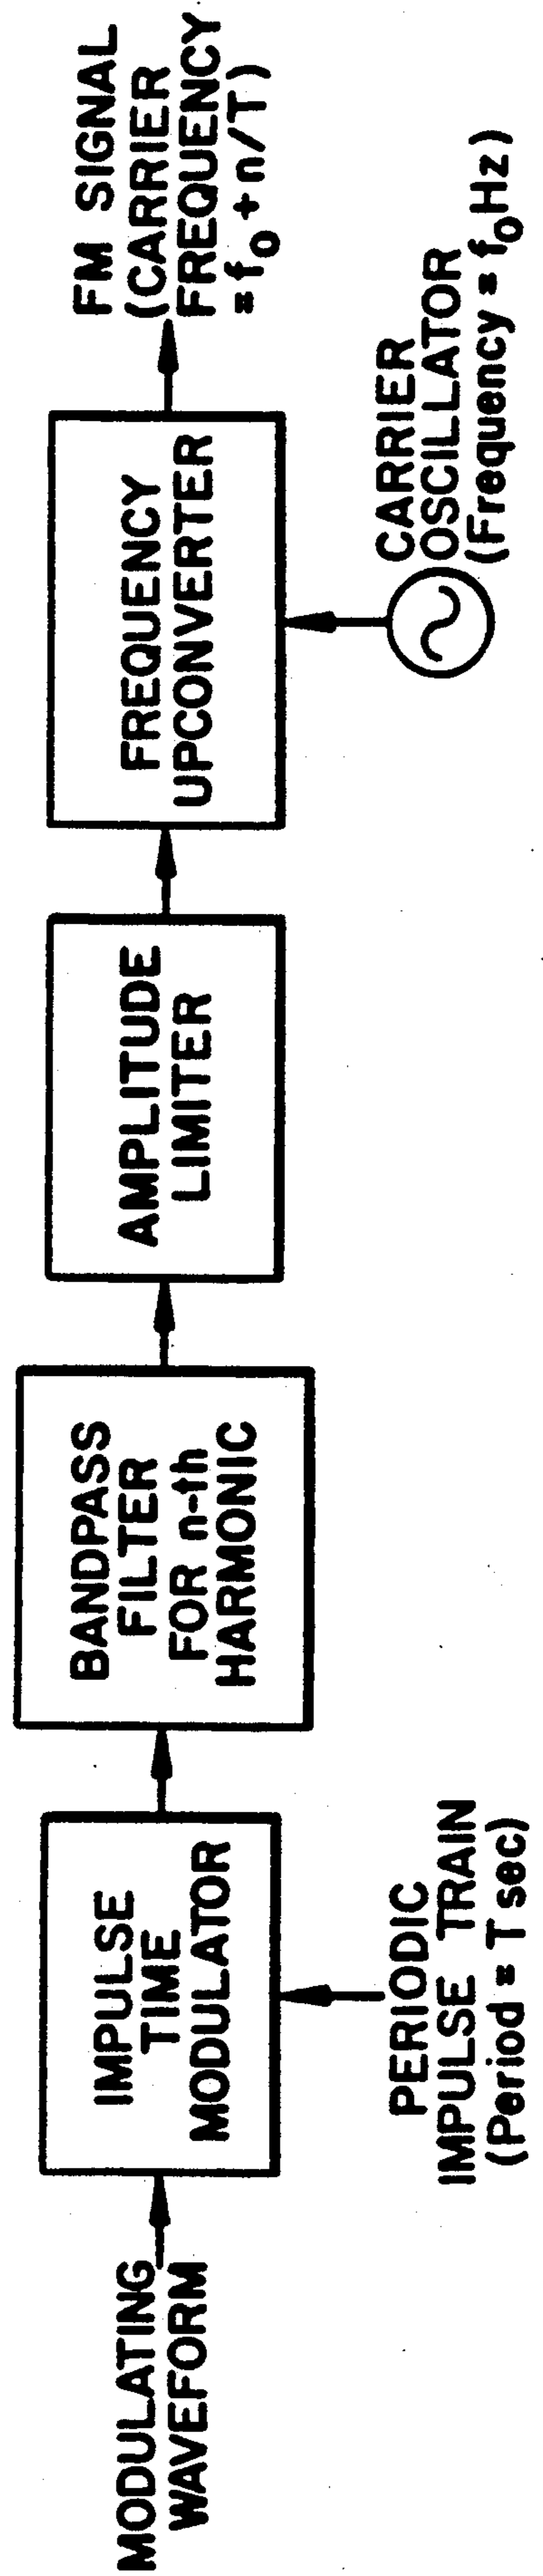 MODULATING
WAVEFORM
IMPULSE
TIME
MODULATOR
PERIODIC
IMPULSE TRAIN
(Period = T sec)
BANDPASS
FILTER
FOR n-th
HARMONIC
AMPLITUDE
LIMITER
FREQUENCY
UPCONVERTER
CARRIER
OSCILLATOR
(Frequency = f₀Hz)
FM SIGNAL
(CARRIER
FREQUENCY
= f₀ + n/T)